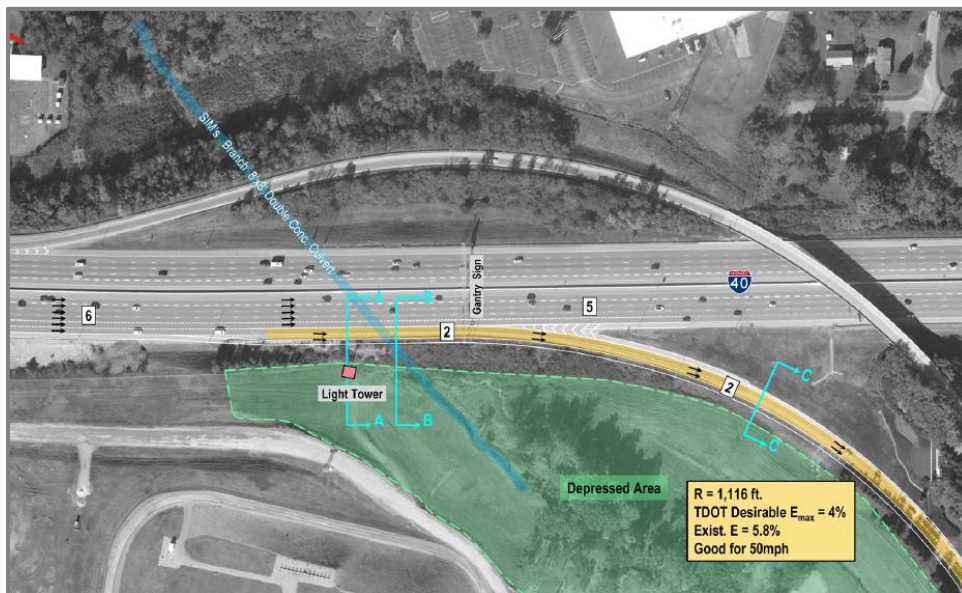 SIM's Branch 8'x8' Double Conc. Culvert
Gantry Sign
40
A
B
6
5
2
2
Light Tower
A
B
C
C
Depressed Area
R = 1,116 ft.
TDOT Desirable Emax = 4%
Exist. E = 5.8%
Good for 50mph